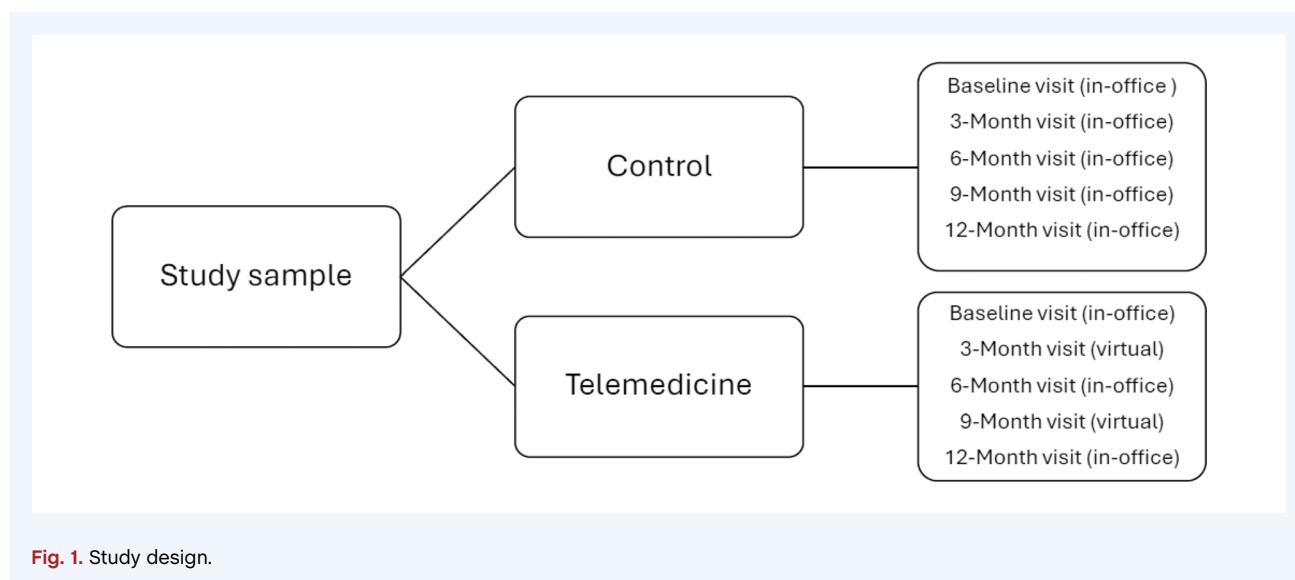 Study sample
Control
Telemedicine
Baseline visit (in-office )
3-Month visit (in-office)
6-Month visit (in-office)
9-Month visit (in-office)
12-Month visit (in-office)
Baseline visit (in-office)
3-Month visit (virtual)
6-Month visit (in-office)
9-Month visit (virtual)
12-Month visit (in-office)
Fig. 1. Study design.